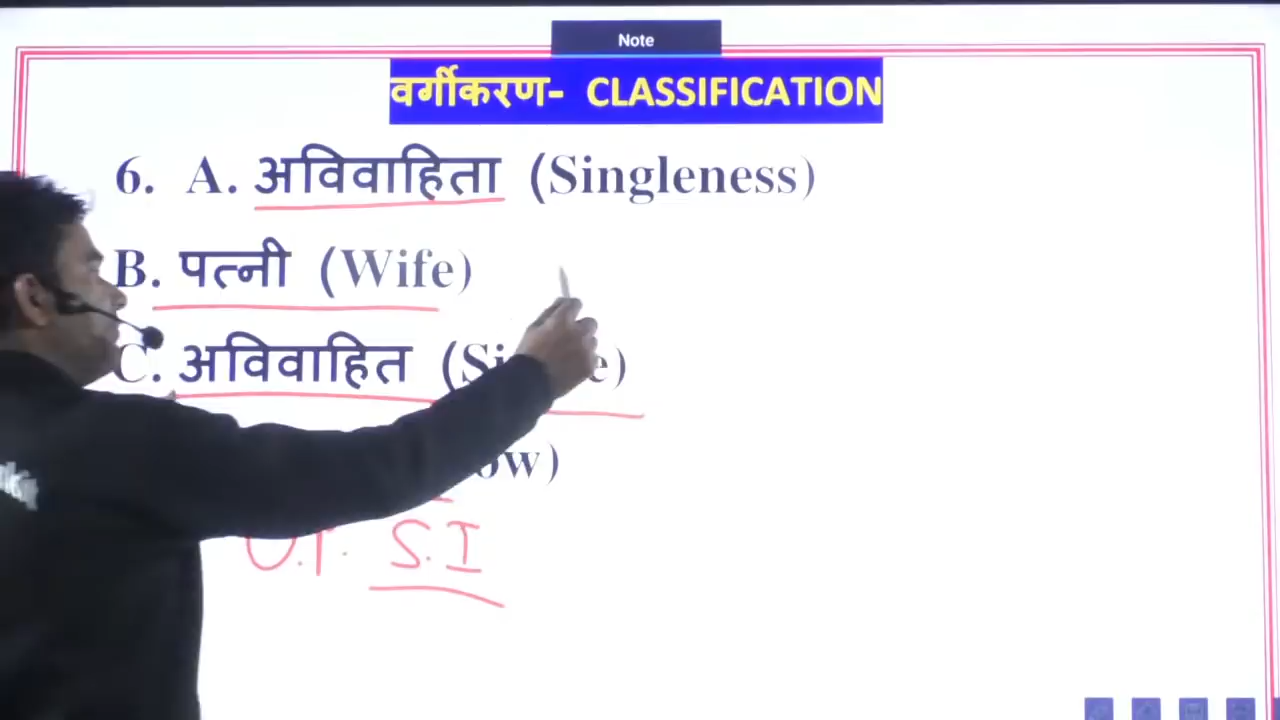 Note
वर्गीकरण- CLASSIFICATION
6. A. अविवाहिता (Singleness)
B. पत्नी (Wife)
C. अविवाहित
S.I